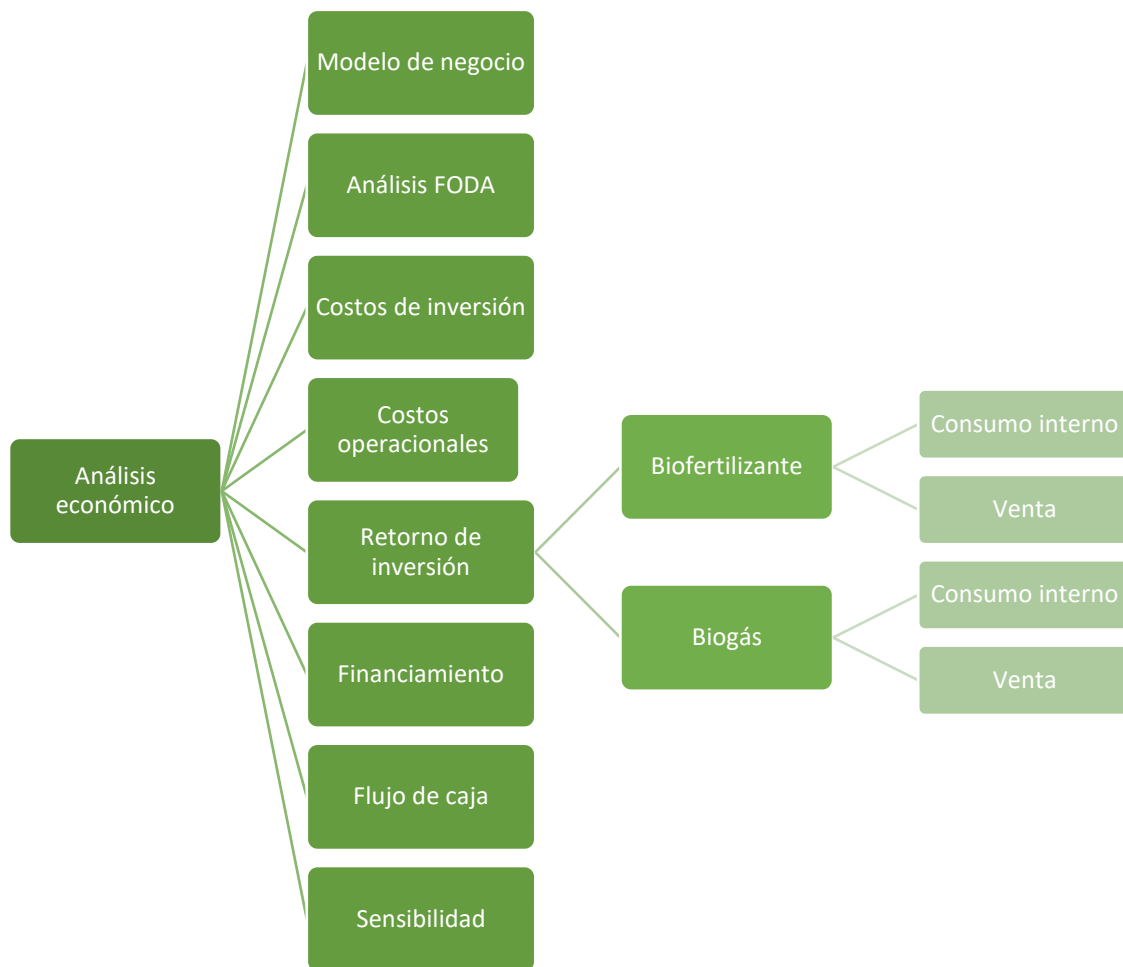 Modelo de negocio
Análisis FODA
Costos de inversión
Costos
operacionales
Análisis
económico
Retorno de
inversión
Financiamiento
Flujo de caja
Sensibilidad
Biofertilizante
Biogás
Consumo interno
Venta
Consumo interno
Venta